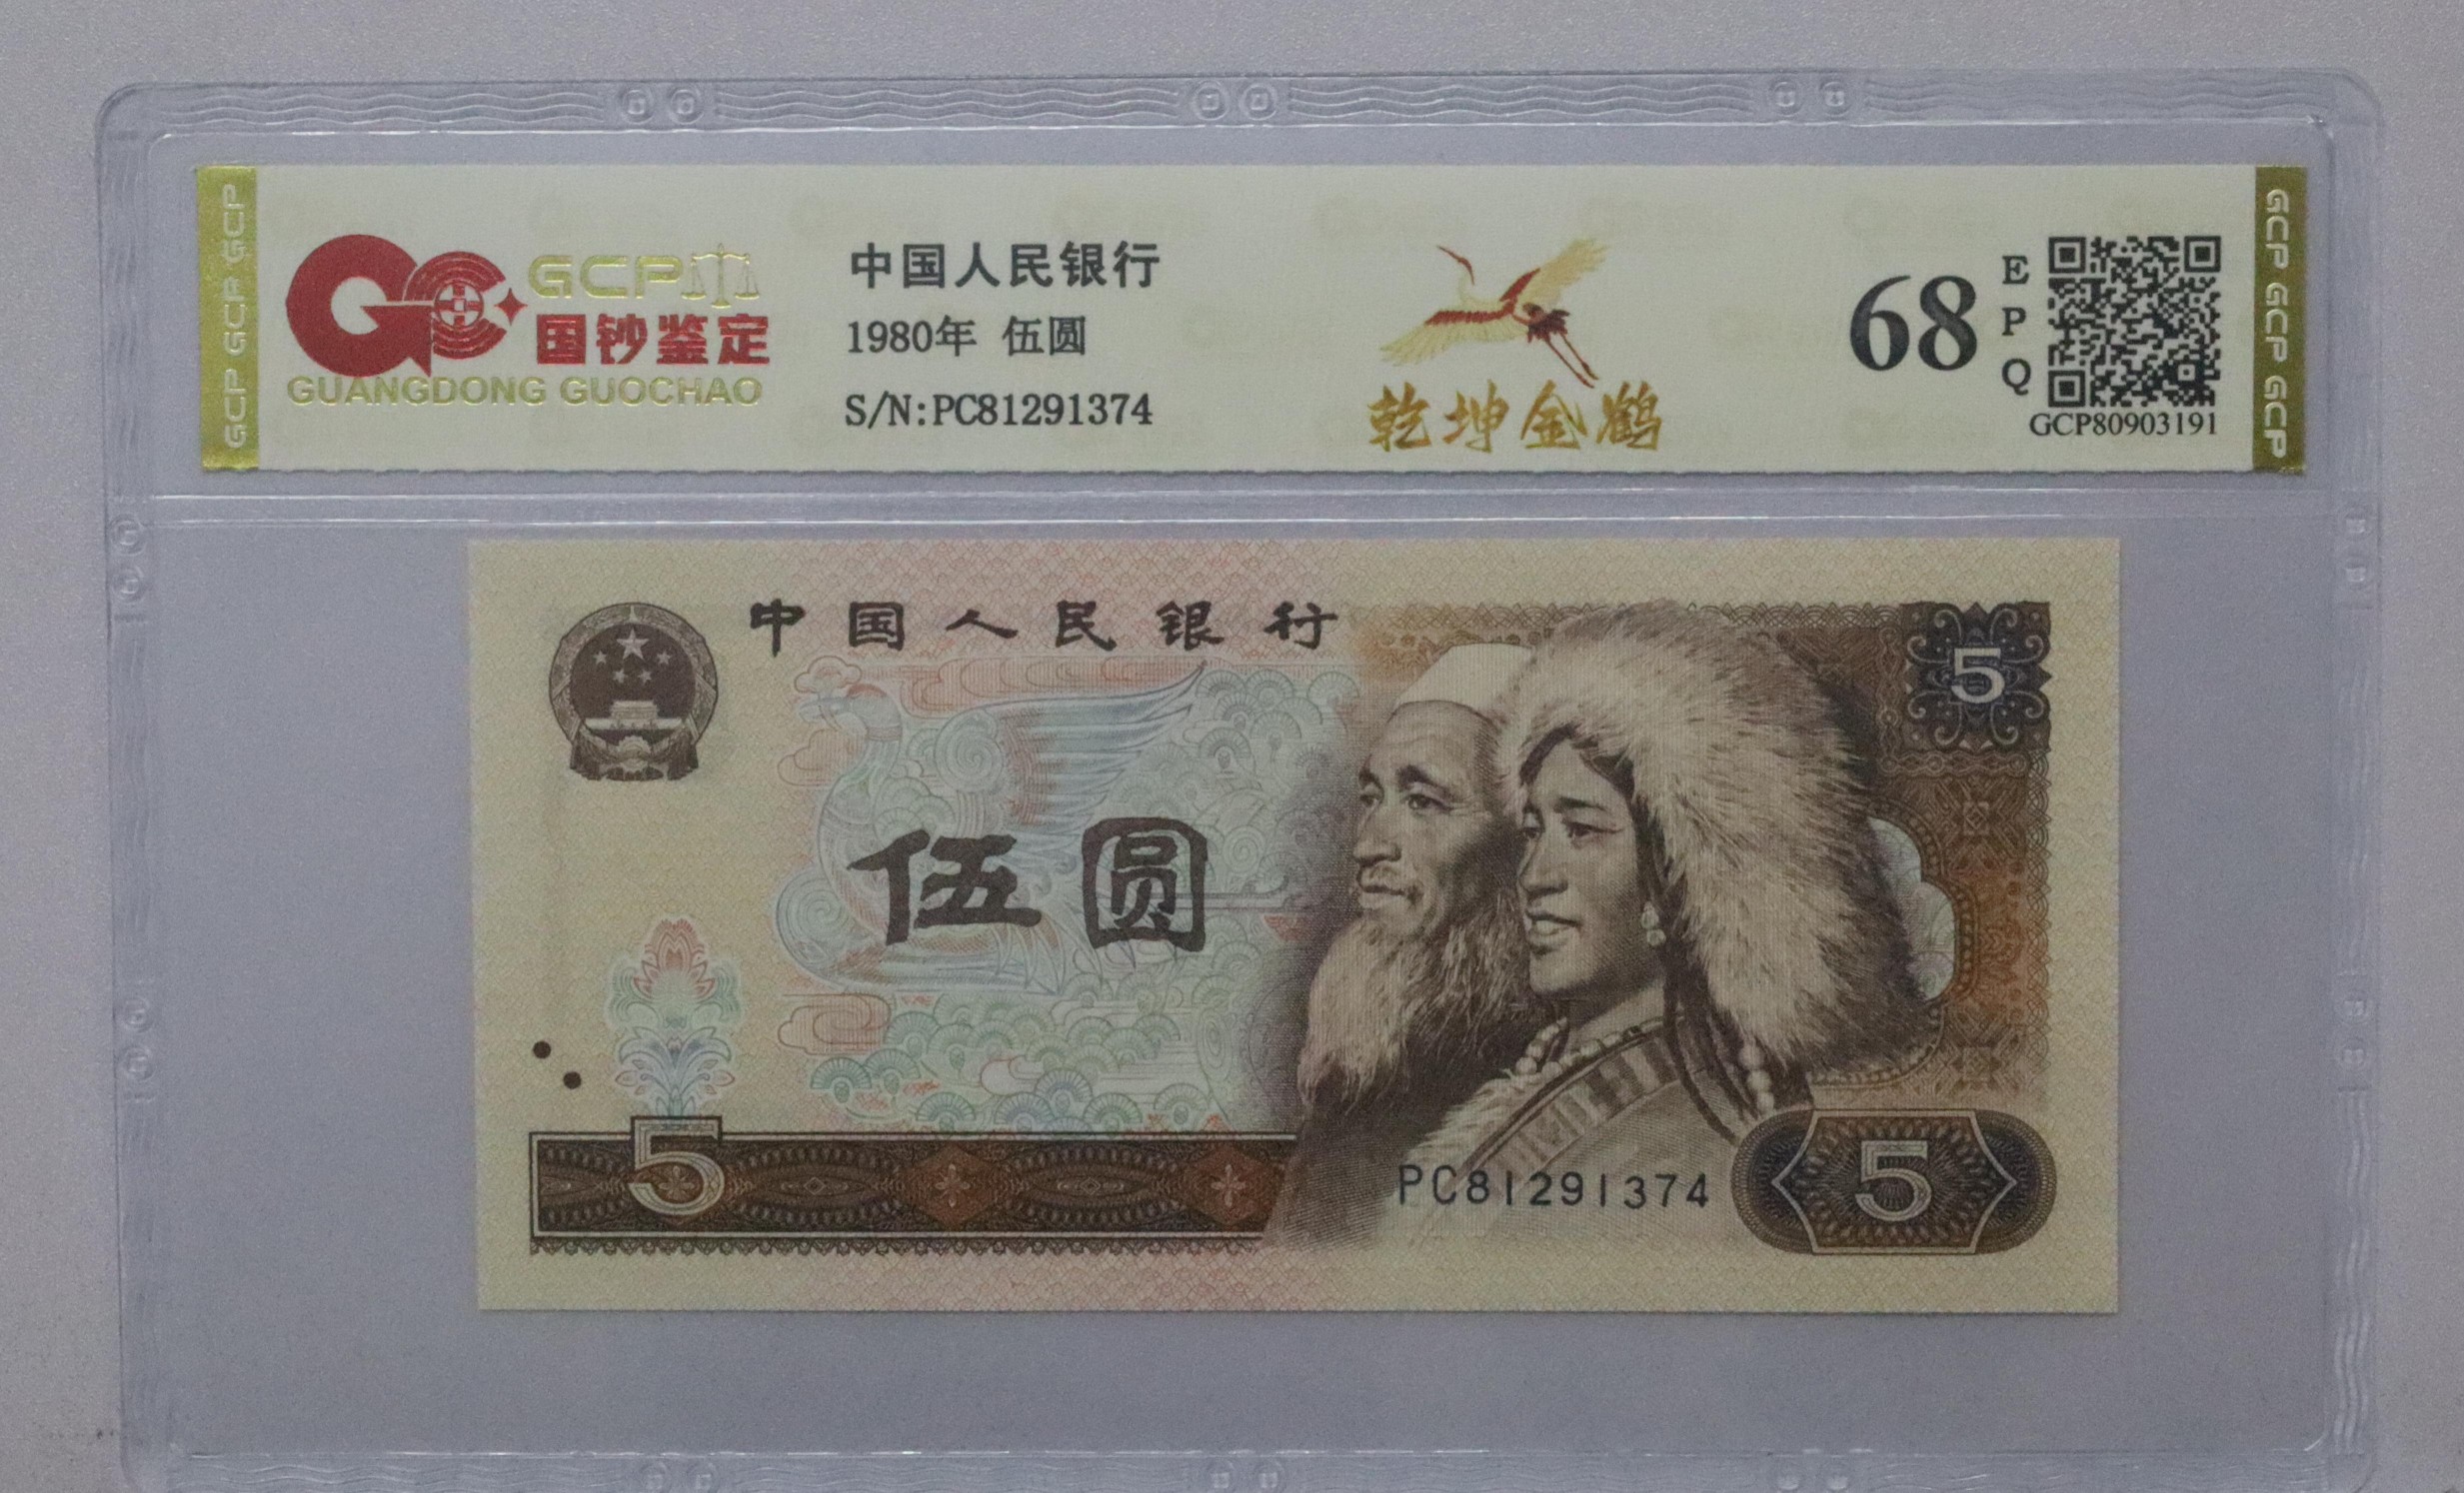 GCP GCP GCP
GCP
国钞鉴定
GUANGDONG GUOCHAO
中国人民银行
1980年 伍圆
S/N:PC81291374
乾坤金鹤
68
E
P
Q
GCP80903191
GCP GCP GCP
中国人民银行
5
伍圆
5
PC81291374
5